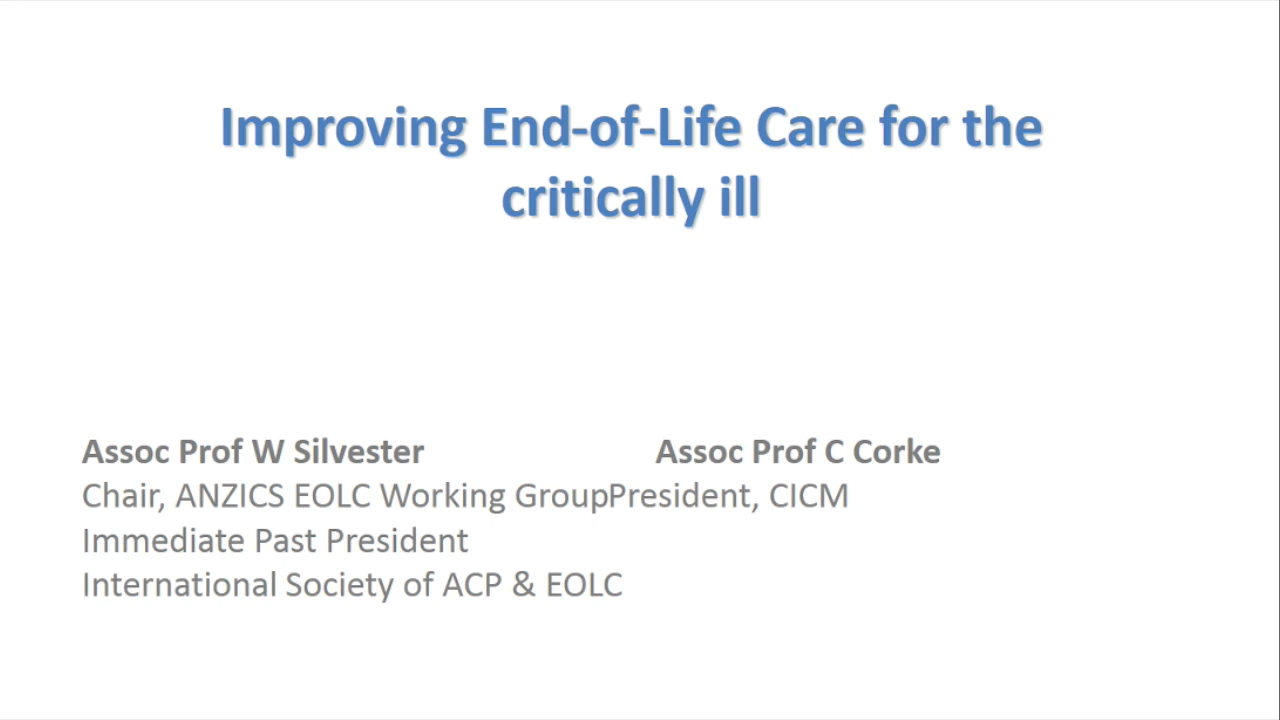 Improving End-of-Life Care for the
critically ill
Assoc Prof W Silvester Assoc Prof C Corke
Chair, ANZICS EOLC Working GroupPresident, CICM
Immediate Past President
International Society of ACP & EOLC